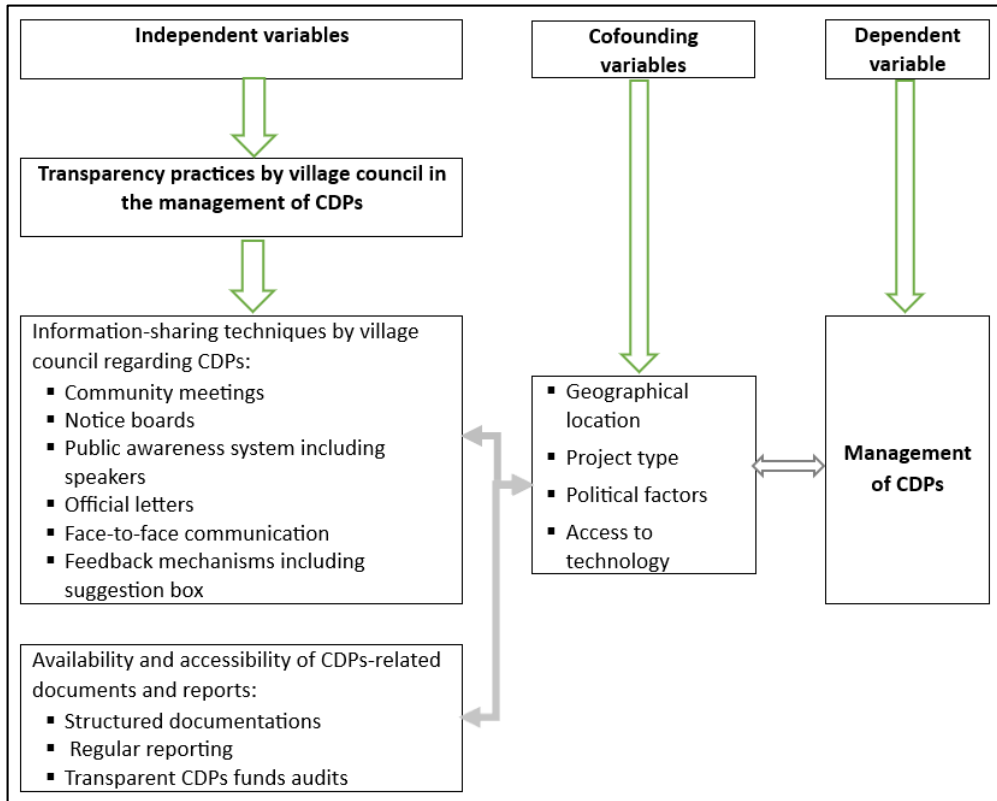 Independent variables
Cofounding
variables
Dependent
variable
Transparency practices by village council in
the management of CDPs
Information-sharing techniques by village
council regarding CDPs:
▪ Community meetings
▪ Notice boards
▪ Public awareness system including
speakers
▪ Official letters
▪ Face-to-face communication
▪ Feedback mechanisms including
suggestion box
Availability and accessibility of CDPs-related
documents and reports:
▪ Structured documentations
▪ Regular reporting
▪ Transparent CDPs funds audits
▪ Geographical
location
▪ Project type
▪ Political factors
▪ Access to
technology
Management
of CDPs